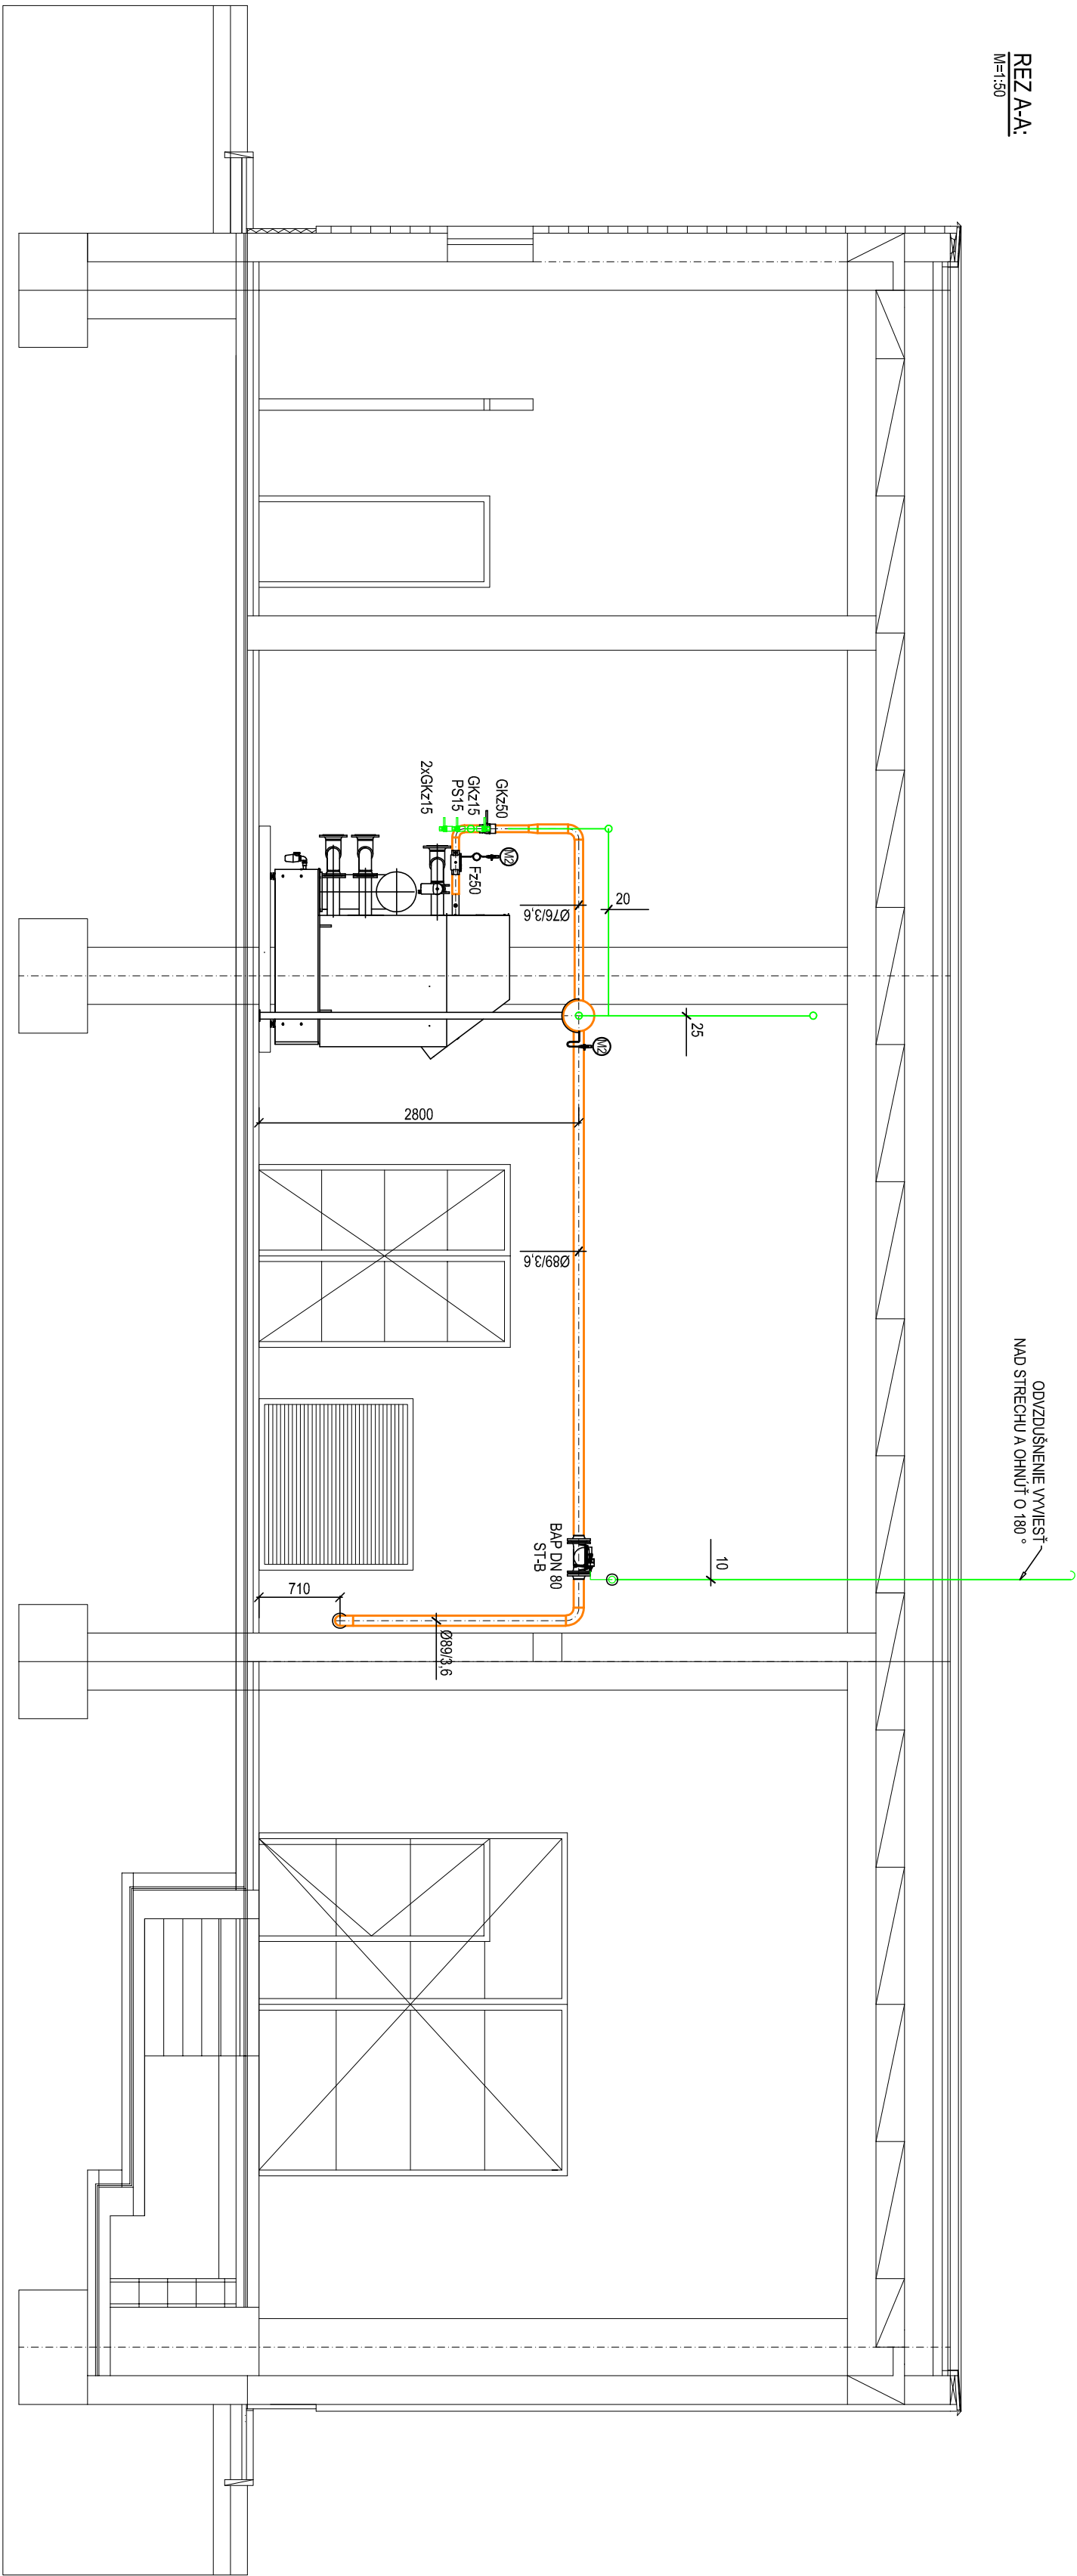 REZ A-A:
M=1:50
ODVZDUŠNENIE VYVIESŤ
NAD STRECHU A OHNÚŤ O 180 °
GKz50
GKz15
PS15
2xGKz15
M2
Fz50
Ø76/3,6
20
25
M2
2800
Ø89/3,6
BAP DN 80
ST-B
10
710
Ø89/3,6